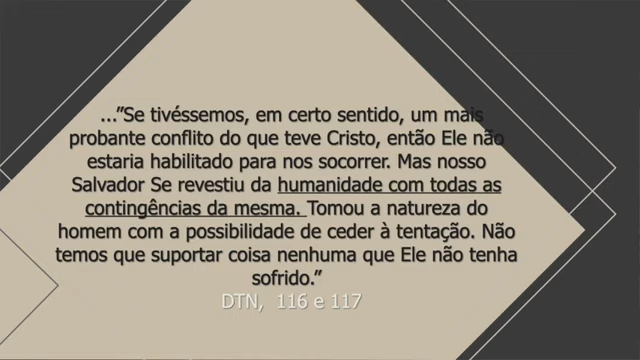 ...”Se tivéssemos, em certo sentido, um mais
probante conflito do que teve Cristo, então Ele não
estaria habilitado para nos socorrer. Mas nosso
Salvador Se revestiu da humanidade com todas as
contingências da mesma. Tomou a natureza do
homem com a possibilidade de ceder à tentação. Não
temos que suportar coisa nenhuma que Ele não tenha
sofrido.”
DTN, 116 e 117